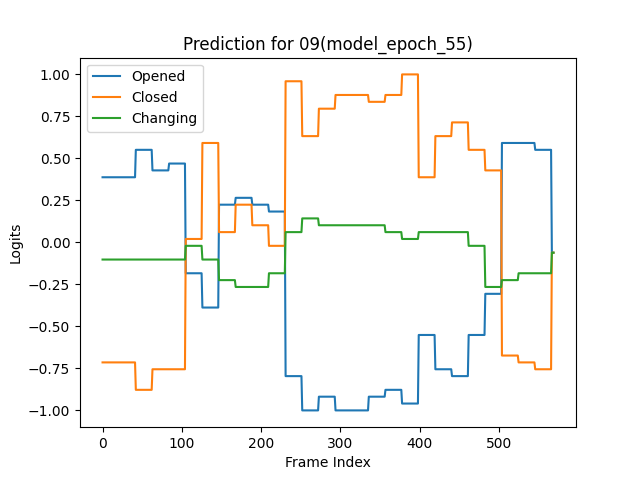 Prediction for 09(model_epoch_55)
Opened
Closed
Changing
1.00
0.75
0.50
0.25
0.00
−0.25
−0.50
−0.75
−1.00
Logits
0 100 200 300 400 500
Frame Index